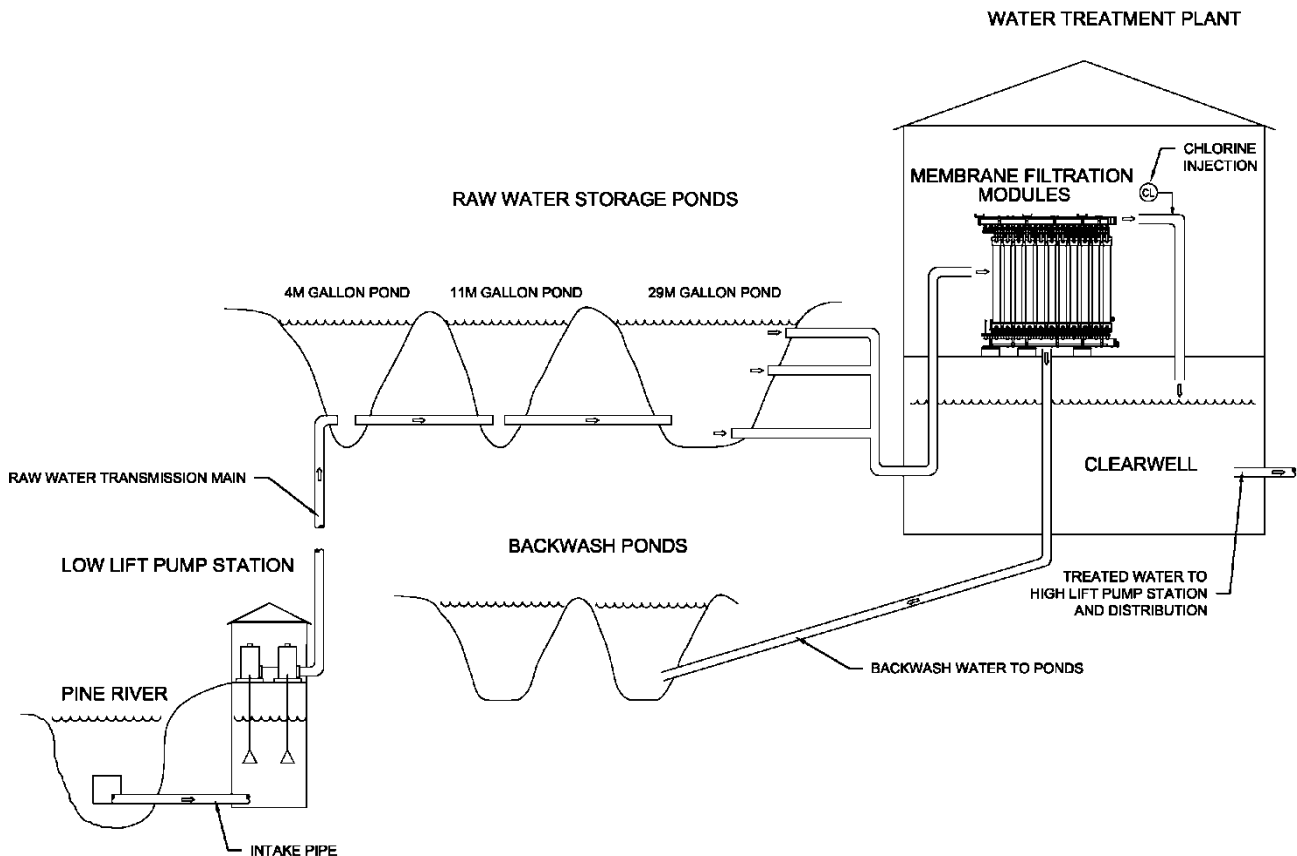 WATER TREATMENT PLANT
CHLORINE
INJECTION
MEMBRANE FILTRATION
MODULES
CL
RAW WATER STORAGE PONDS
4M GALLON POND
11M GALLON POND
29M GALLON POND
CLEARWELL
RAW WATER TRANSMISSION MAIN
BACKWASH PONDS
LOW LIFT PUMP STATION
TREATED WATER TO
HIGH LIFT PUMP STATION
AND DISTRIBUTION
BACKWASH WATER TO PONDS
PINE RIVER
INTAKE PIPE